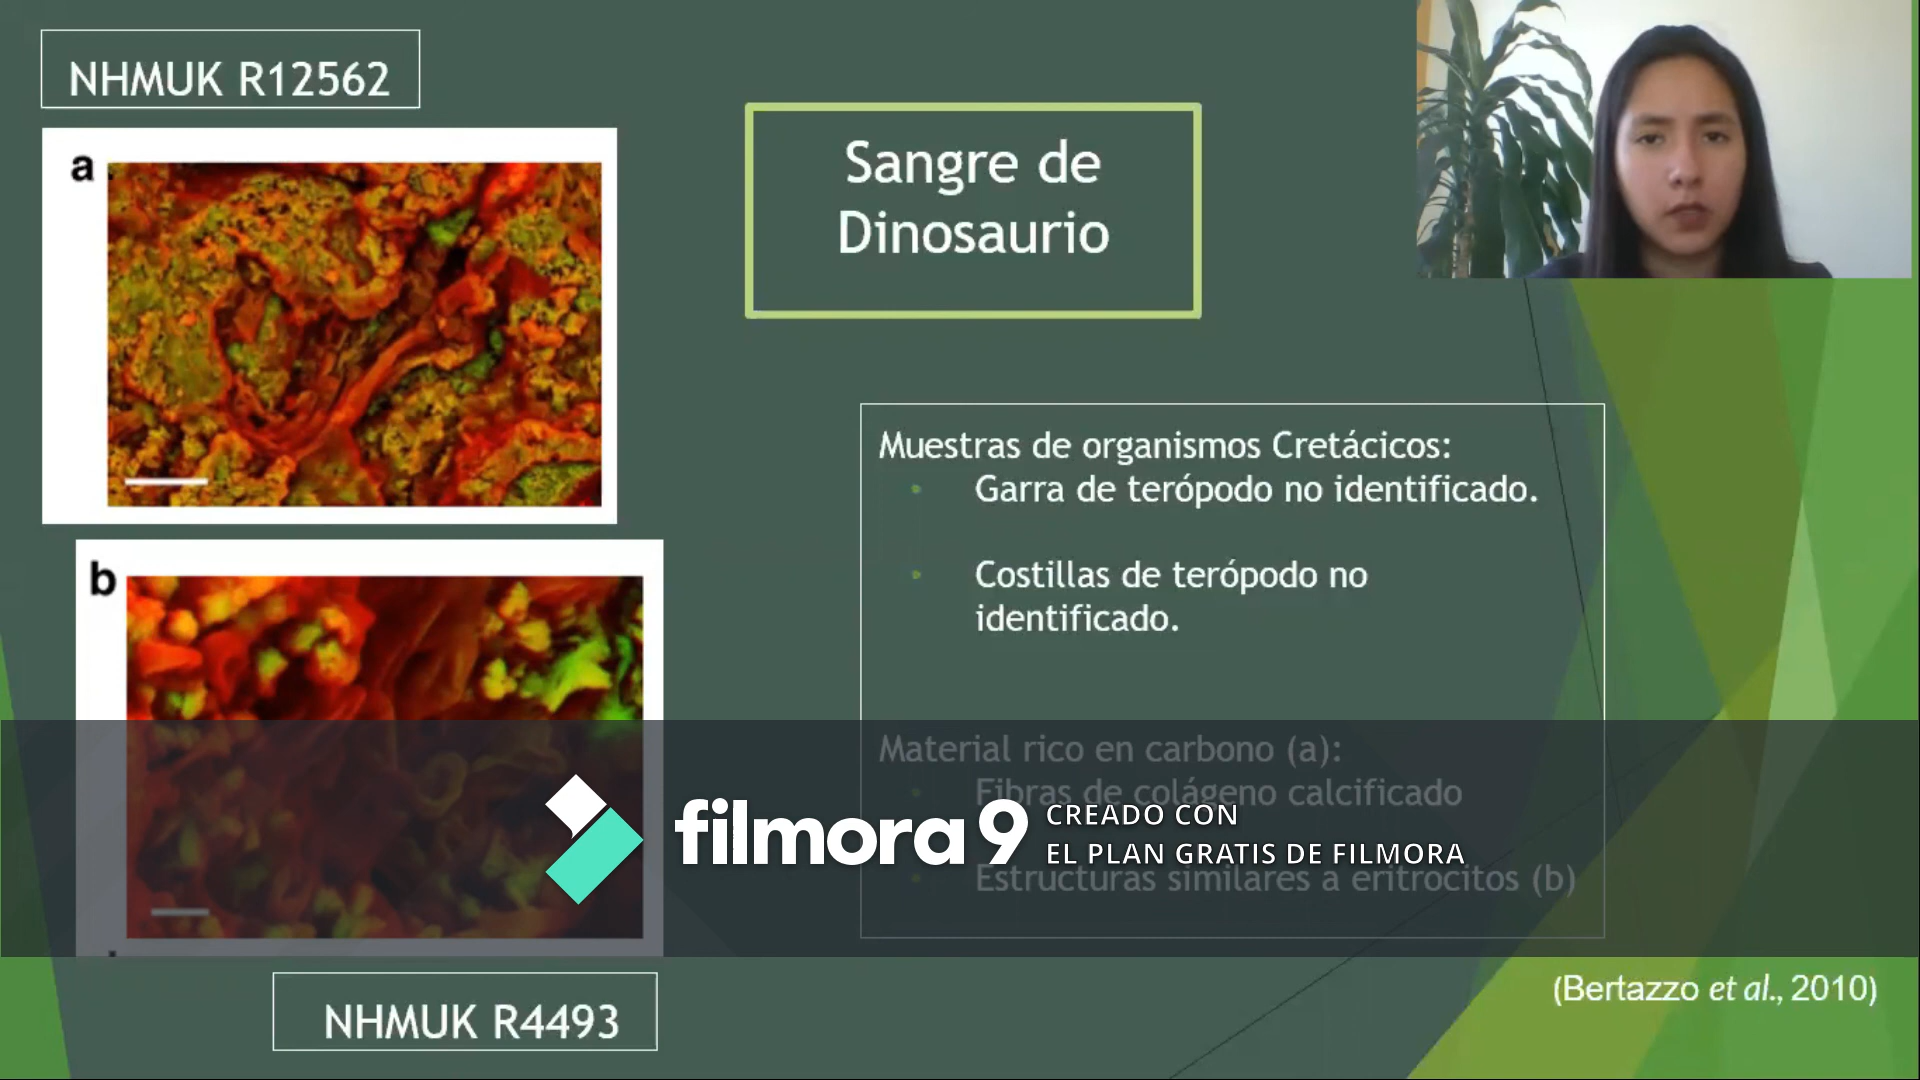 NHMUK R12562
a
Sangre de
Dinosaurio
Muestras de organismos Cretácicos:
Garra de terópodo no identificado.
Costillas de terópodo no
identificado.
b
Material rico en carbono (a):
Fibras de colágeno calcificado
Estructuras similares a eritrocitos (b)
filmora9
CREADO CON
EL PLAN GRATIS DE FILMORA
(Bertazzo et al., 2010)
NHMUK R4493